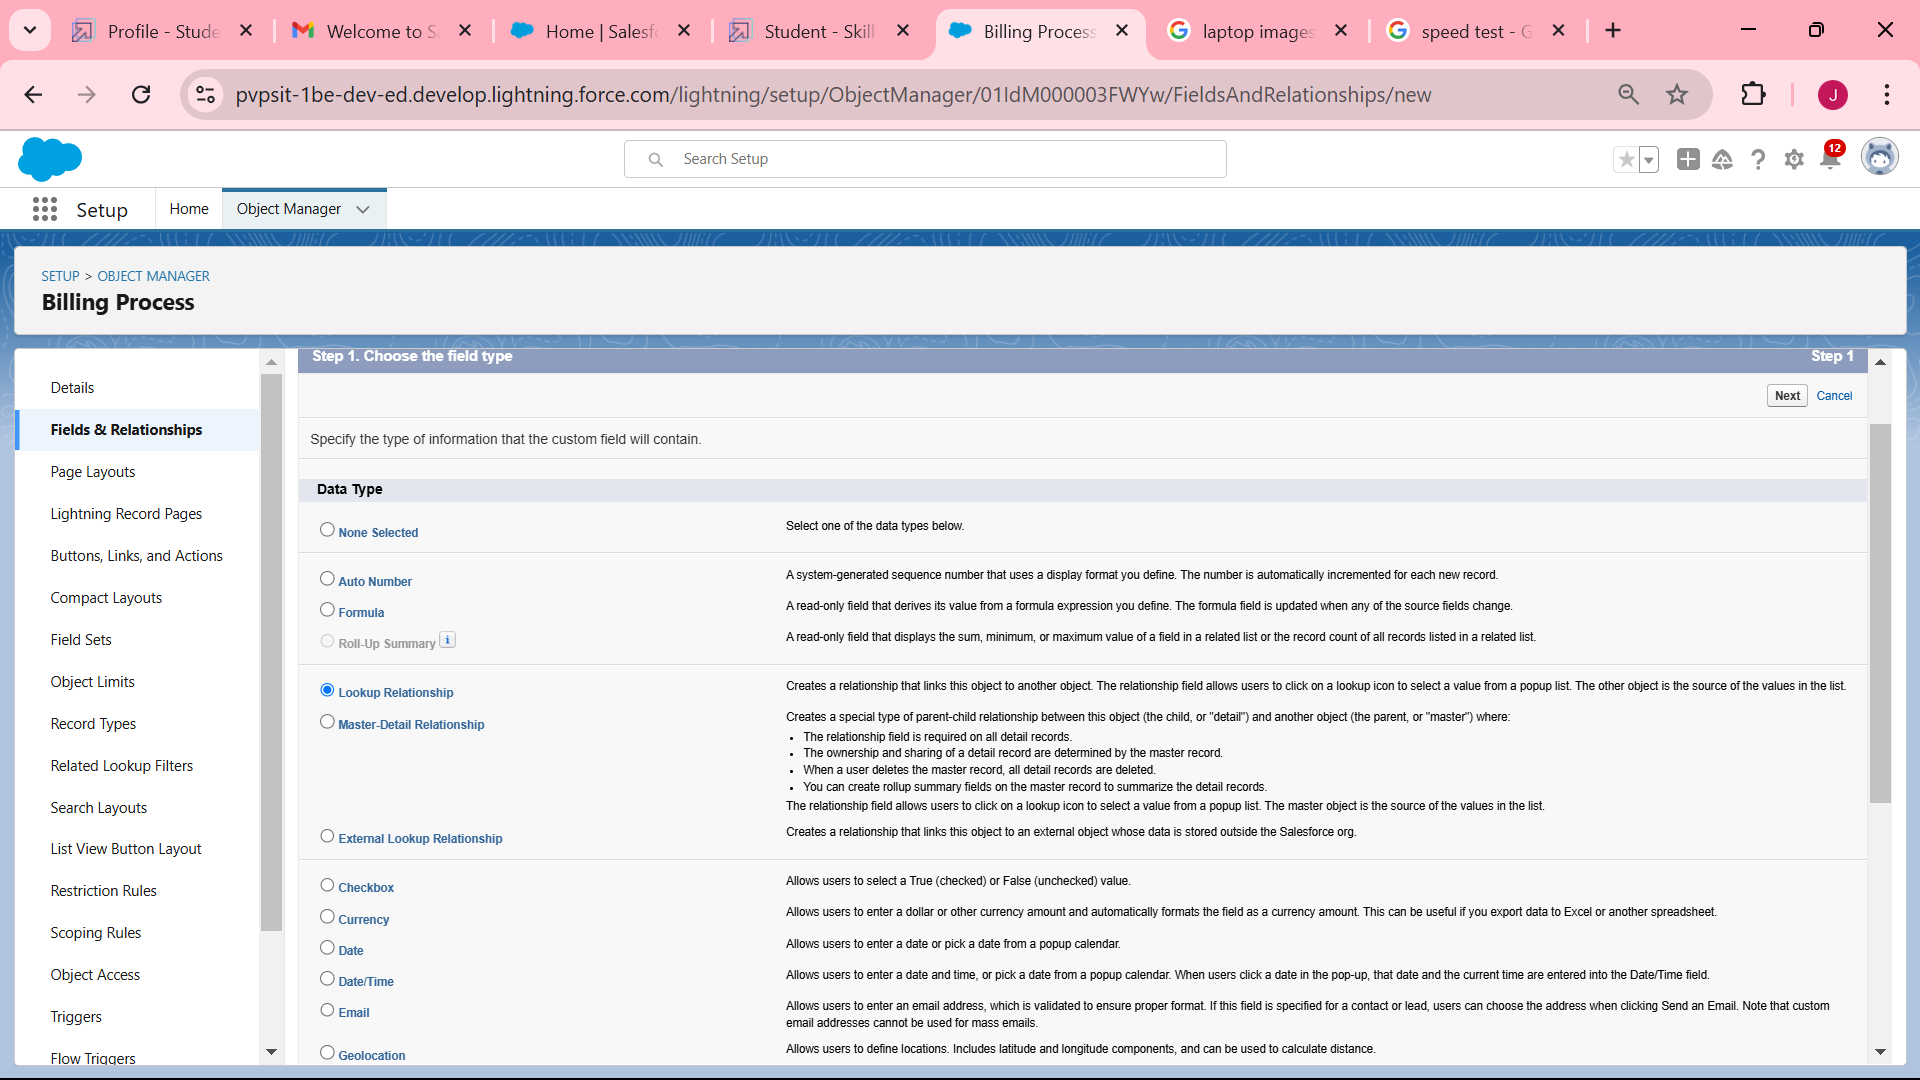 Profile - Stude
Welcome to S
Home | Salesf
Student - Skill
Billing Process
laptop images
speed test - G
pvpsit-1be-dev-ed.develop.lightning.force.com/lightning/setup/ObjectManager/01IdM000003FWYw/FieldsAndRelationships/new
J
Search Setup
12
Setup
Home
Object Manager
SETUP > OBJECT MANAGER
Billing Process
Details
Fields & Relationships
Page Layouts
Lightning Record Pages
Buttons, Links, and Actions
Compact Layouts
Field Sets
Object Limits
Record Types
Related Lookup Filters
Search Layouts
List View Button Layout
Restriction Rules
Scoping Rules
Object Access
Triggers
Flow Triggers
Step 1. Choose the field type
Step 1
Next Cancel
Specify the type of information that the custom field will contain.
Data Type
None Selected
Select one of the data types below.
Auto Number
A system-generated sequence number that uses a display format you define. The number is automatically incremented for each new record.
Formula
A read-only field that derives its value from a formula expression you define. The formula field is updated when any of the source fields change.
Roll-Up Summary i
A read-only field that displays the sum, minimum, or maximum value of a field in a related list or the record count of all records listed in a related list.
Lookup Relationship
Creates a relationship that links this object to another object. The relationship field allows users to click on a lookup icon to select a value from a popup list. The other object is the source of the values in the list.
Master-Detail Relationship
Creates a special type of parent-child relationship between this object (the child, or "detail") and another object (the parent, or "master") where:
• The relationship field is required on all detail records.
• The ownership and sharing of a detail record are determined by the master record.
• When a user deletes the master record, all detail records are deleted.
• You can create rollup summary fields on the master record to summarize the detail records.
The relationship field allows users to click on a lookup icon to select a value from a popup list. The master object is the source of the values in the list.
External Lookup Relationship
Creates a relationship that links this object to an external object whose data is stored outside the Salesforce org.
Checkbox
Allows users to select a True (checked) or False (unchecked) value.
Currency
Allows users to enter a dollar or other currency amount and automatically formats the field as a currency amount. This can be useful if you export data to Excel or another spreadsheet.
Date
Allows users to enter a date or pick a date from a popup calendar.
Date/Time
Allows users to enter a date and time, or pick a date from a popup calendar. When users click a date in the pop-up, that date and the current time are entered into the Date/Time field.
Email
Allows users to enter an email address, which is validated to ensure proper format. If this field is specified for a contact or lead, users can choose the address when clicking Send an Email. Note that custom
email addresses cannot be used for mass emails.
Geolocation
Allows users to define locations. Includes latitude and longitude components, and can be used to calculate distance.